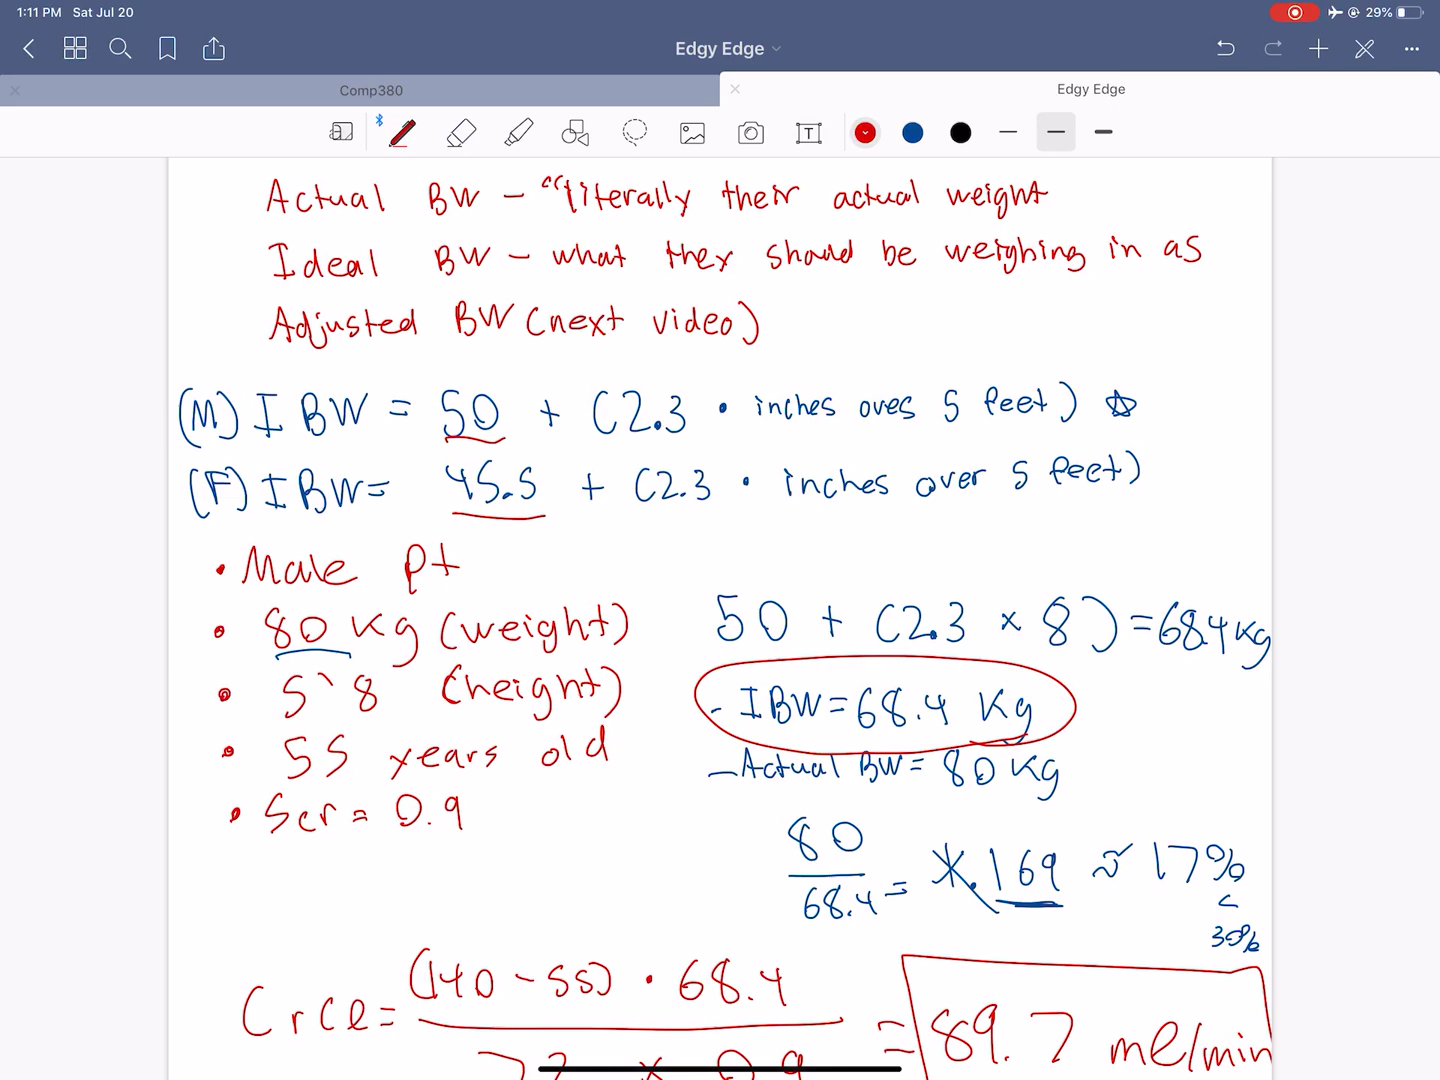 1:11 PM Sat Jul 20 29%
Edgy Edge
Comp380 Edgy Edge
Actual BW - "literally their actual weight
Ideal BW - what they should be weighing in as
Adjusted BW (next video)
(M) IBW = 50 + (2.3 • inches over 5 feet) ☆
(F) IBW = 45.5 + (2.3 • inches over 5 feet)
• Male pt
• 80 kg (weight)
50 + (2.3 × 8) = 68.4 kg
• 5'8 (height)
- IBW = 68.4 Kg
• 55 years old
- Actual BW = 80 Kg
• Scr = 0.9
80
68.4 = .169 ≈ 17%
<
30%
(140 - 55) • 68.4
CrCl = = 89.7 ml/min
72 × 0.9